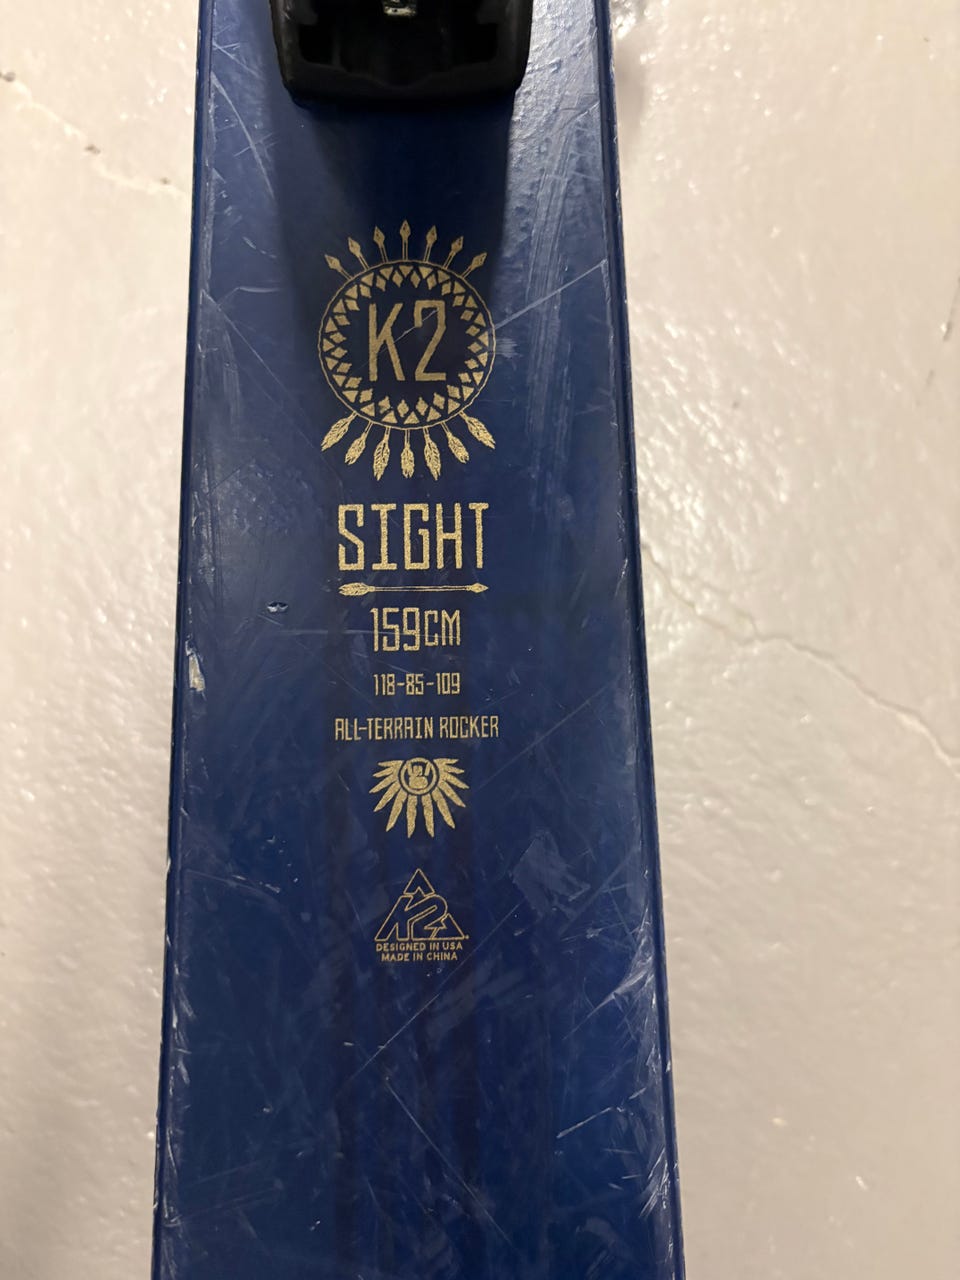 K2
SIGHT
159CM
118-85-109
ALL-TERRAIN ROCKER
K2
DESIGNED IN USA
MADE IN CHINA